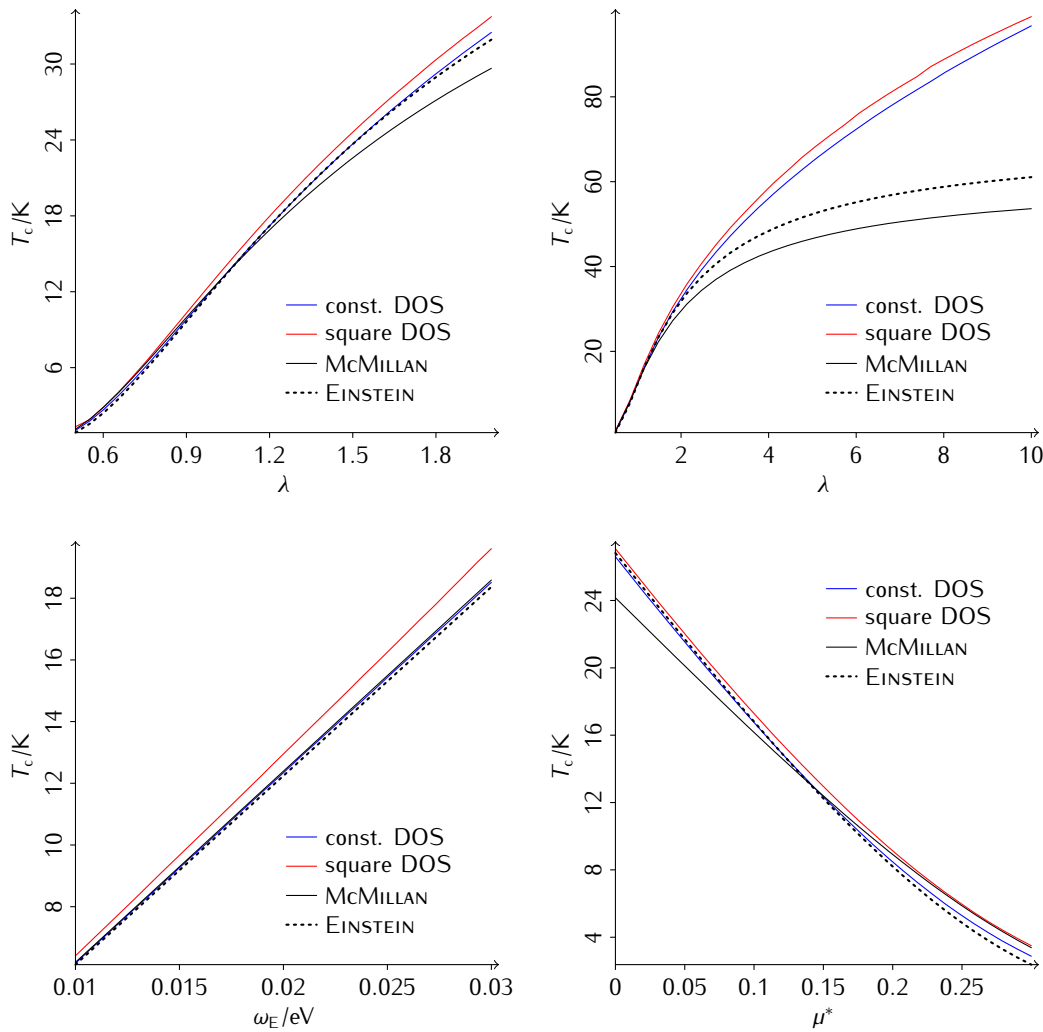 T_c/K
30
24
18
12
6
const. DOS
square DOS
MCMILLAN
EINSTEIN
0.6 0.9 1.2 1.5 1.8
λ
T_c/K
80
60
40
20
const. DOS
square DOS
MCMILLAN
EINSTEIN
2 4 6 8 10
λ
T_c/K
18
16
14
12
10
8
const. DOS
square DOS
MCMILLAN
EINSTEIN
0.01 0.015 0.02 0.025 0.03
ω_E/eV
T_c/K
24
20
16
12
8
4
const. DOS
square DOS
MCMILLAN
EINSTEIN
0 0.05 0.1 0.15 0.2 0.25
μ*